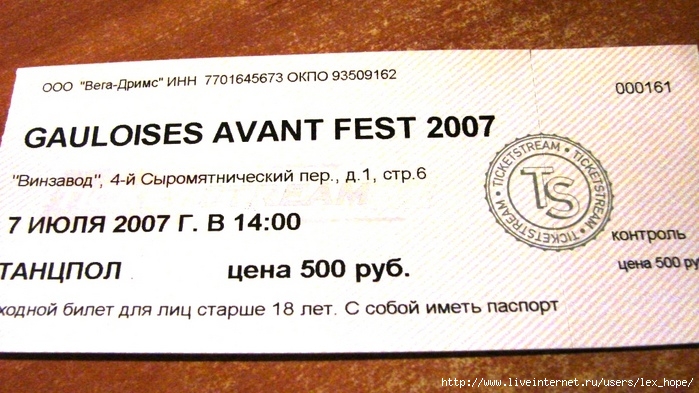 ООО "Вега-Дримс" ИНН 7701645673 ОКПО 93509162
000161
GAULOISES AVANT FEST 2007
"Винзавод", 4-й Сыромятнический пер., д.1, стр.6
TICKETSTREAM • TICKETSTREAM • TICKETSTREAM •
TS
7 ИЮЛЯ 2007 Г. В 14:00
контроль
ТАНЦПОЛ цена 500 руб.
цена 500 ру
ходной билет для лиц старше 18 лет. С собой иметь паспорт
http://www.liveinternet.ru/users/lex_hope/